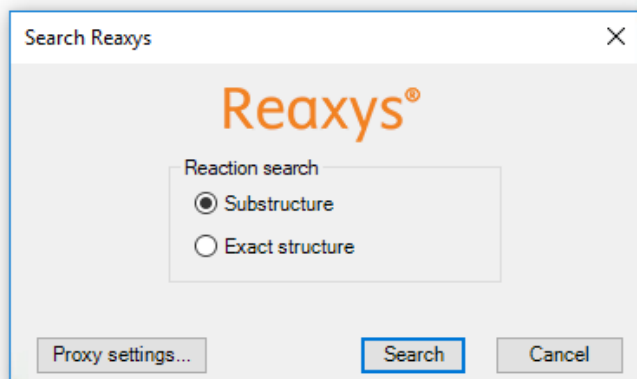 Search Reaxys
Reaxys®
Reaction search
Substructure
Exact structure
Proxy settings...
Search
Cancel